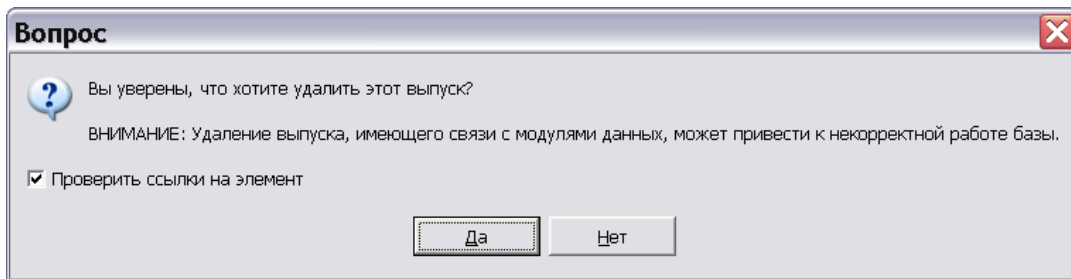 Вопрос
Вы уверены, что хотите удалить этот выпуск?
ВНИМАНИЕ: Удаление выпуска, имеющего связи с модулями данных, может привести к некорректной работе базы.
Проверить ссылки на элемент
Да
Нет